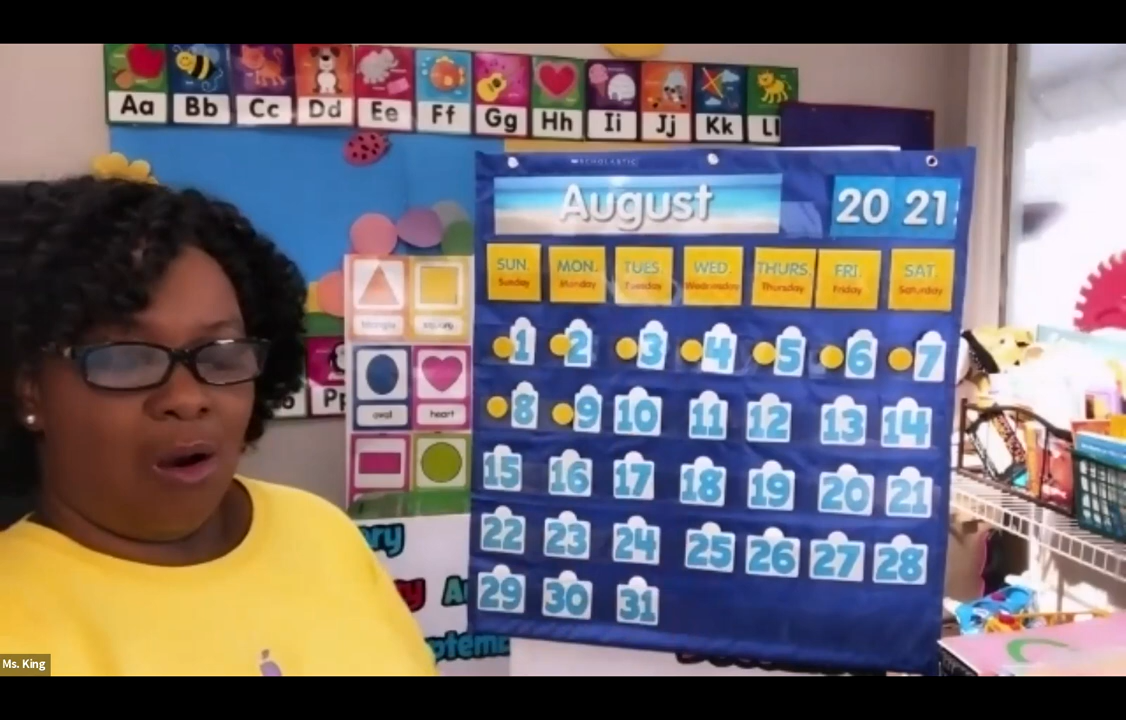 Aa Bb Cc Dd Ee Ff Gg Hh Ii Jj Kk Ll
SCHOLASTIC
August 20 21
SUN. MON. TUES. WED. THURS. FRI. SAT.
Sunday Monday Tuesday Wednesday Thursday Friday Saturday
1 2 3 4 5 6 7
8 9 10 11 12 13 14
15 16 17 18 19 20 21
22 23 24 25 26 27 28
29 30 31
triangle square
oval heart
Pp
Ms. King